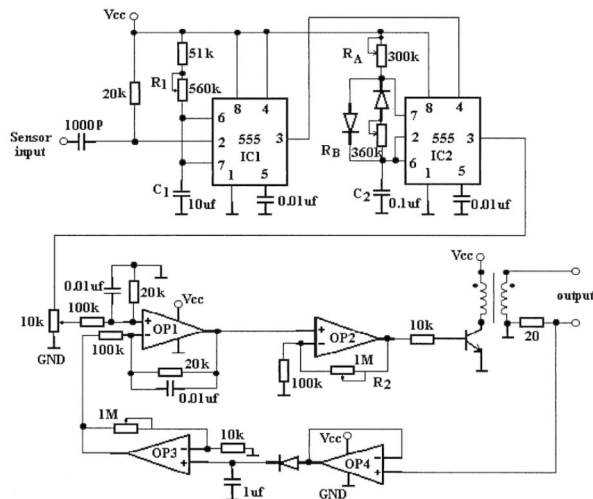 Vcc
51k
R1
560k
20k
1000P
Sensor
input
8 4
6
2
7
3
555
IC1
1 5
C1
10uf
0.01uf
RA
300k
RB
360k
7
2
6
8 4
3
555
IC2
1 5
C2
0.1uf
0.01uf
0.01uf
20k
Vcc
100k
10k
GND
100k
OP1
20k
0.01uf
OP2
100k
1M
R2
10k
Vcc
output
20
1M
OP3
10k
1uf
Vcc
OP4
GND